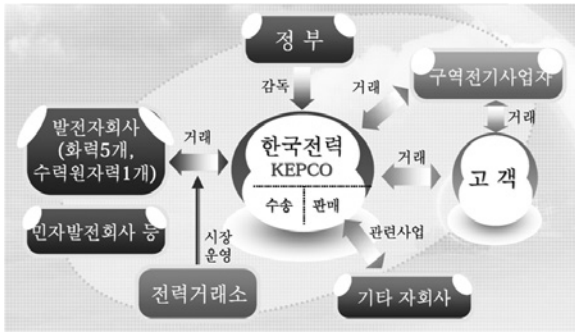 정 부
감독
거래
구역전기사업자
거래
발전자회사
(화력5개,
수력원자력1개)
거래
한국전력
KEPCO
수송
판매
거래
고 객
민자발전회사 등
시장
운영
관련사업
전력거래소
기타 자회사